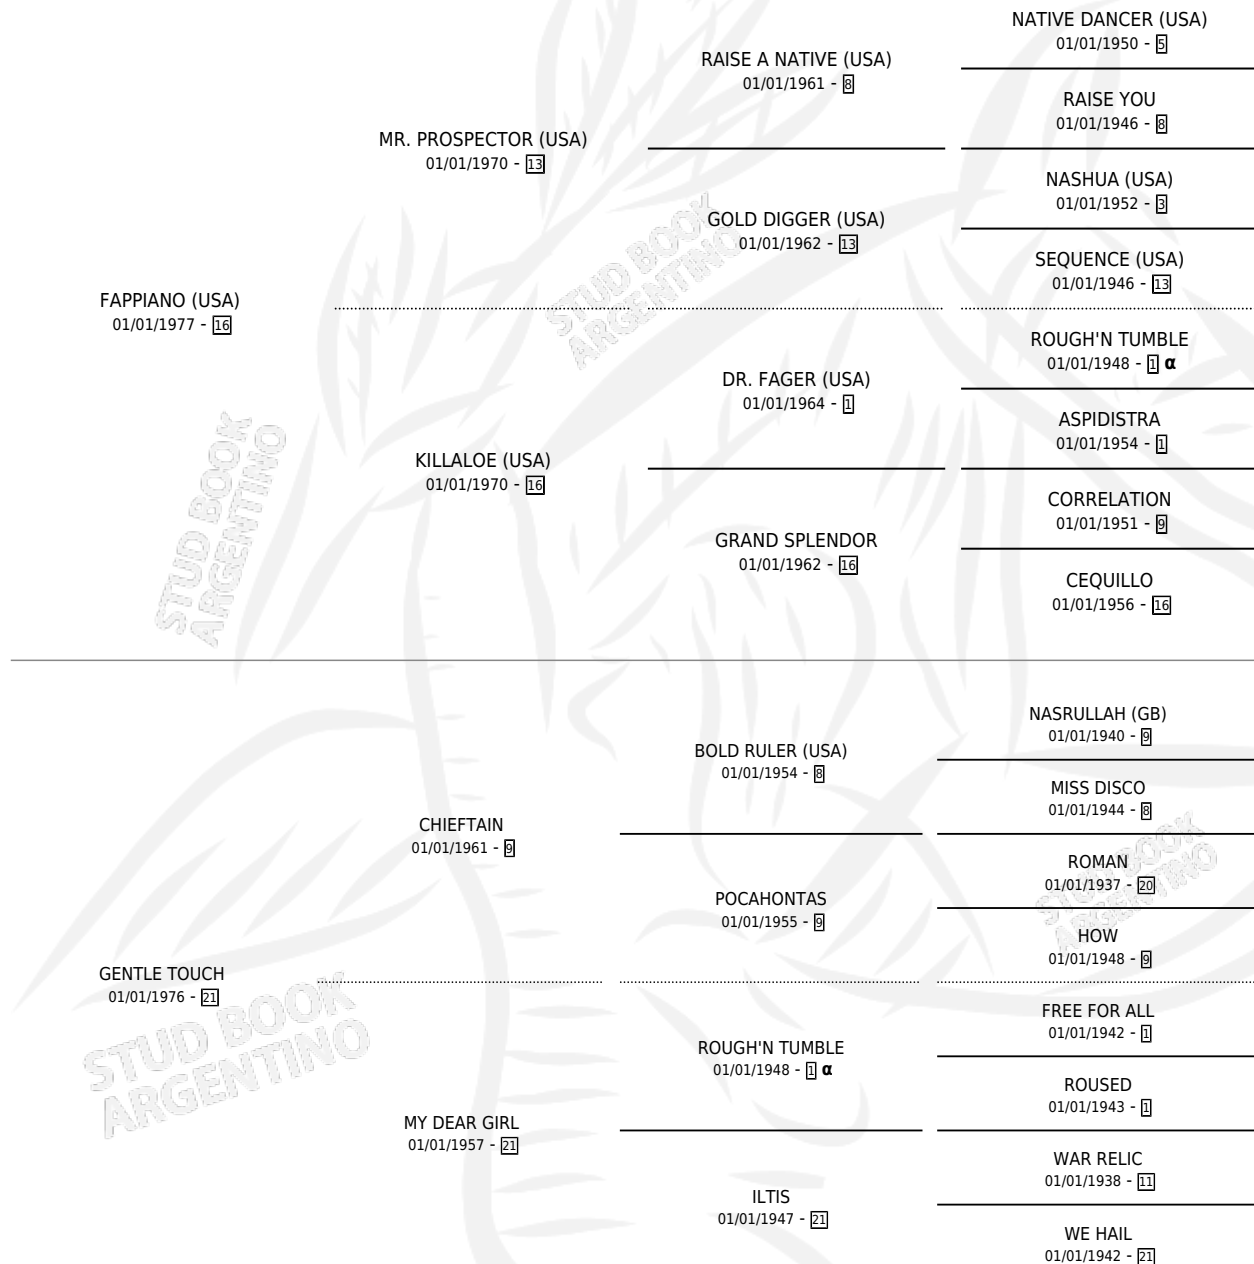 NATIVE DANCER (USA)
01/01/1950 - 5
RAISE A NATIVE (USA)
01/01/1961 - 8
RAISE YOU
01/01/1946 - 8
MR. PROSPECTOR (USA)
01/01/1970 - 13
NASHUA (USA)
01/01/1952 - 3
GOLD DIGGER (USA)
01/01/1962 - 13
SEQUENCE (USA)
01/01/1946 - 13
FAPPIANO (USA)
01/01/1977 - 16
ROUGH'N TUMBLE
01/01/1948 - 1 α
DR. FAGER (USA)
01/01/1964 - 1
ASPIDISTRA
01/01/1954 - 1
KILLALOE (USA)
01/01/1970 - 16
CORRELATION
01/01/1951 - 9
GRAND SPLENDOR
01/01/1962 - 16
CEQUILLO
01/01/1956 - 16
NASRULLAH (GB)
01/01/1940 - 9
BOLD RULER (USA)
01/01/1954 - 8
MISS DISCO
01/01/1944 - 8
CHIEFTAIN
01/01/1961 - 9
ROMAN
01/01/1937 - 20
POCAHONTAS
01/01/1955 - 9
HOW
01/01/1948 - 9
GENTLE TOUCH
01/01/1976 - 21
FREE FOR ALL
01/01/1942 - 1
ROUGH'N TUMBLE
01/01/1948 - 1 α
ROUSED
01/01/1943 - 1
MY DEAR GIRL
01/01/1957 - 21
WAR RELIC
01/01/1938 - 11
ILTIS
01/01/1947 - 21
WE HAIL
01/01/1942 - 21
STUD BOOK
ARGENTINO
STUD BOOK
ARGENTINO
STUD BOOK
ARGENTINO
STUD BOOK
ARGENTINO